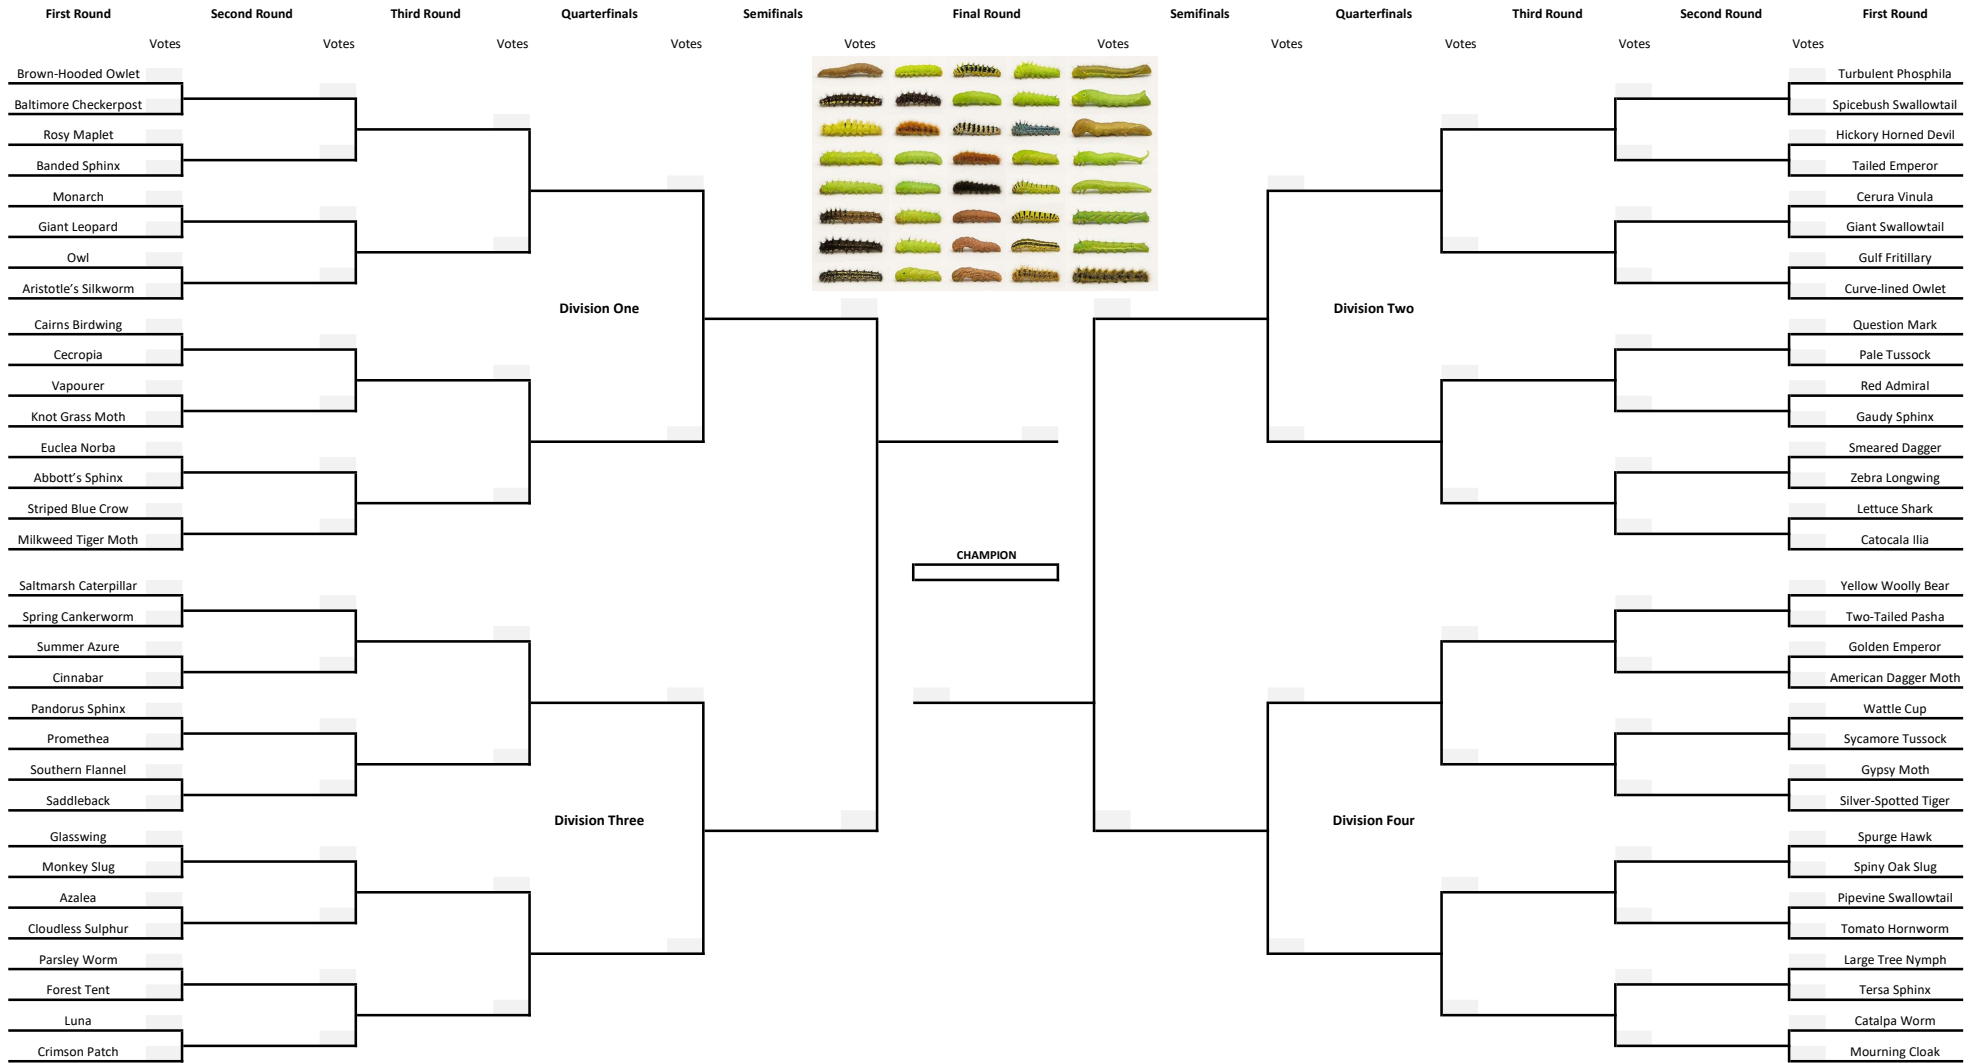 First Round Second Round Third Round Quarterfinals Semifinals Final Round Semifinals Quarterfinals Third Round Second Round First Round
Votes Votes Votes Votes Votes Votes Votes Votes Votes Votes
Brown-Hooded Owlet
Baltimore Checkerpost
Rosy Maplet
Banded Sphinx
Monarch
Giant Leopard
Owl
Aristotle's Silkworm
Division One
Cairns Birdwing
Cecropia
Vapourer
Knot Grass Moth
Euclea Norba
Abbott's Sphinx
Striped Blue Crow
Milkweed Tiger Moth
Saltmarsh Caterpillar
Spring Cankerworm
Summer Azure
Cinnabar
Pandorus Sphinx
Promethea
Southern Flannel
Saddleback
Division Three
Glasswing
Monkey Slug
Azalea
Cloudless Sulphur
Parsley Worm
Forest Tent
Luna
Crimson Patch
CHAMPION
Turbulent Phosphila
Spicebush Swallowtail
Hickory Horned Devil
Tailed Emperor
Cerura Vinula
Giant Swallowtail
Gulf Fritillary
Curve-lined Owlet
Division Two
Question Mark
Pale Tussock
Red Admiral
Gaudy Sphinx
Smeared Dagger
Zebra Longwing
Lettuce Shark
Catocala Ilia
Yellow Woolly Bear
Two-Tailed Pasha
Golden Emperor
American Dagger Moth
Wattle Cup
Sycamore Tussock
Gypsy Moth
Silver-Spotted Tiger
Division Four
Spurge Hawk
Spiny Oak Slug
Pipevine Swallowtail
Tomato Hornworm
Large Tree Nymph
Tersa Sphinx
Catalpa Worm
Mourning Cloak